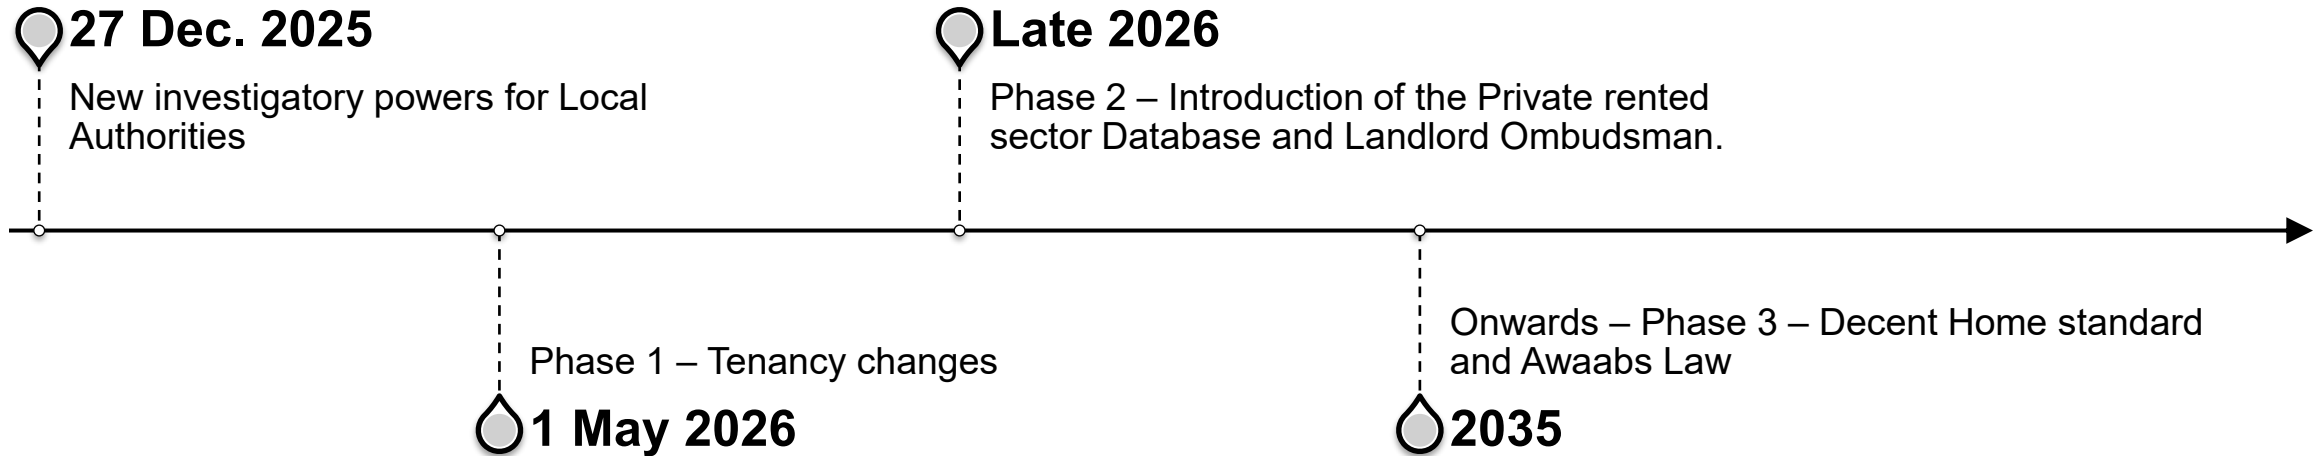 27 Dec. 2025
New investigatory powers for Local
Authorities
Late 2026
Phase 2 – Introduction of the Private rented
sector Database and Landlord Ombudsman.
Phase 1 – Tenancy changes
1 May 2026
Onwards – Phase 3 – Decent Home standard
and Awaabs Law
2035